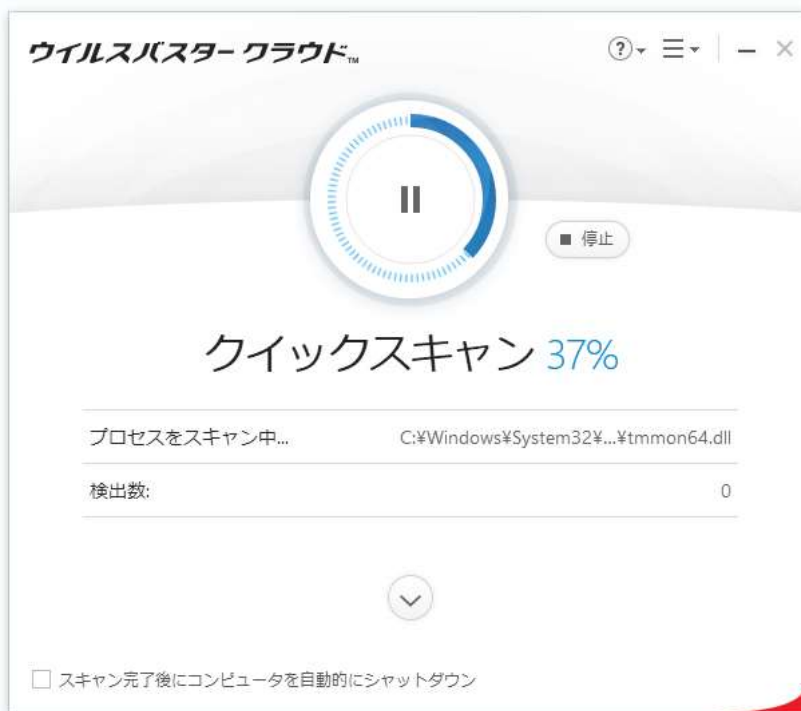 ウイルスバスター クラウド™
停止
クイックスキャン 37%
プロセスをスキャン中... C:¥Windows¥System32¥...¥tmmon64.dll
検出数: 0
スキャン完了後にコンピュータを自動的にシャットダウン